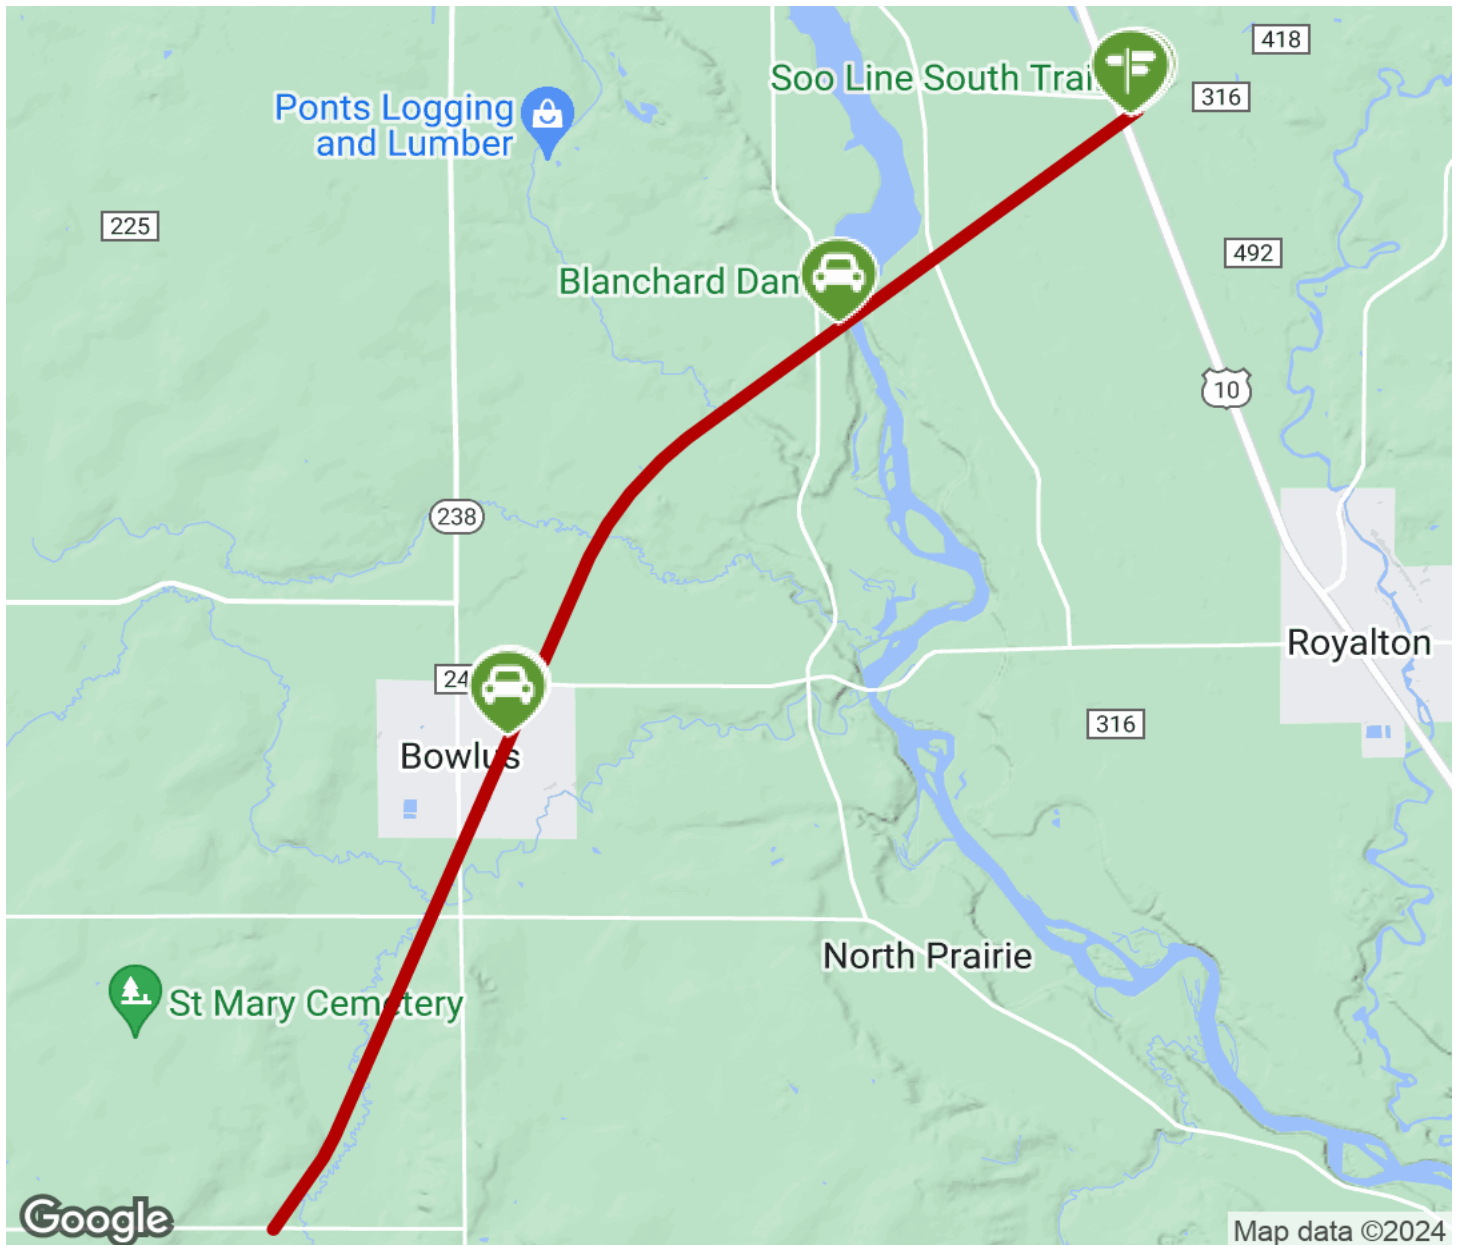 418
Soo Line South Trai
316
Ponts Logging
and Lumber
225
492
Blanchard Dam
10
238
Royalton
24
316
Bowlus
North Prairie
St Mary Cemetery
Google
Map data ©2024